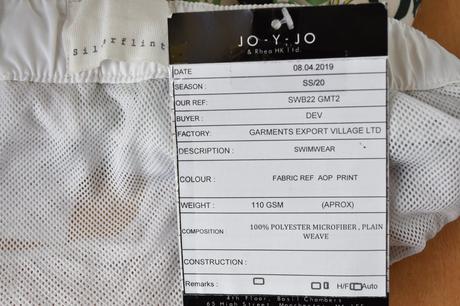 Silverflint
JO-Y-JO
& Rhea HK Ltd.
DATE 08.04.2019
SEASON : SS/20
OUR REF: SWB22 GMT2
BUYER : DEV
FACTORY: GARMENTS EXPORT VILLAGE LTD
DESCRIPTION : SWIMWEAR
COLOUR : FABRIC REF AOP PRINT
WEIGHT : 110 GSM (APROX)
COMPOSITION 100% POLYESTER MICROFIBER , PLAIN
WEAVE
CONSTRUCTION :
Remarks : H/F Auto
4th Floor, Basil Chambers
65 High Street, Manchester